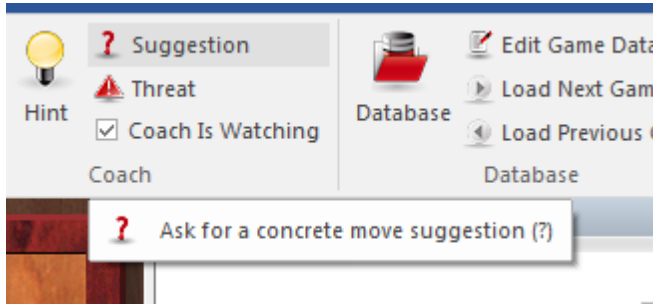 Suggestion
Threat
Hint
Coach Is Watching
Coach
Edit Game Data
Load Next Gam
Database
Load Previous
Database
? Ask for a concrete move suggestion (?)